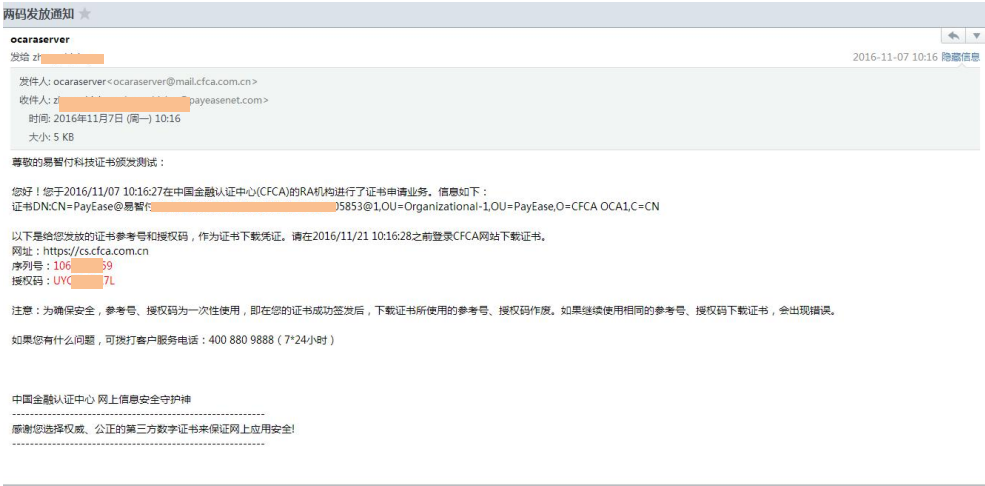 两码发放通知
ocaraserver
发给 zh
2016-11-07 10:16 隐藏信息
发件人: ocaraserver<ocaraserver@mail.cfca.com.cn>
收件人: z @payeasenet.com>
时间: 2016年11月7日 (周一) 10:16
大小: 5 KB
尊敬的易智付科技证书颁发测试：
您好！您于2016/11/07 10:16:27在中国金融认证中心(CFCA)的RA机构进行了证书申请业务。信息如下：
证书DN:CN=PayEase@易智付 05853@1,OU=Organizational-1,OU=PayEase,O=CFCA OCA1,C=CN
以下是给您发放的证书参考号和授权码，作为证书下载凭证。请在2016/11/21 10:16:28之前登录CFCA网站下载证书。
网址：https://cs.cfca.com.cn
序列号：106 59
授权码：UYC 7L
注意：为确保安全，参考号、授权码为一次性使用，即在您的证书成功签发后，下载证书所使用的参考号、授权码作废。如果继续使用相同的参考号、授权码下载证书，会出现错误。
如果您有什么问题，可拨打客户服务电话：400 880 9888（7*24小时）
中国金融认证中心 网上信息安全守护神
----------------------------------------------------------
感谢您选择权威、公正的第三方数字证书来保证网上应用安全!
----------------------------------------------------------